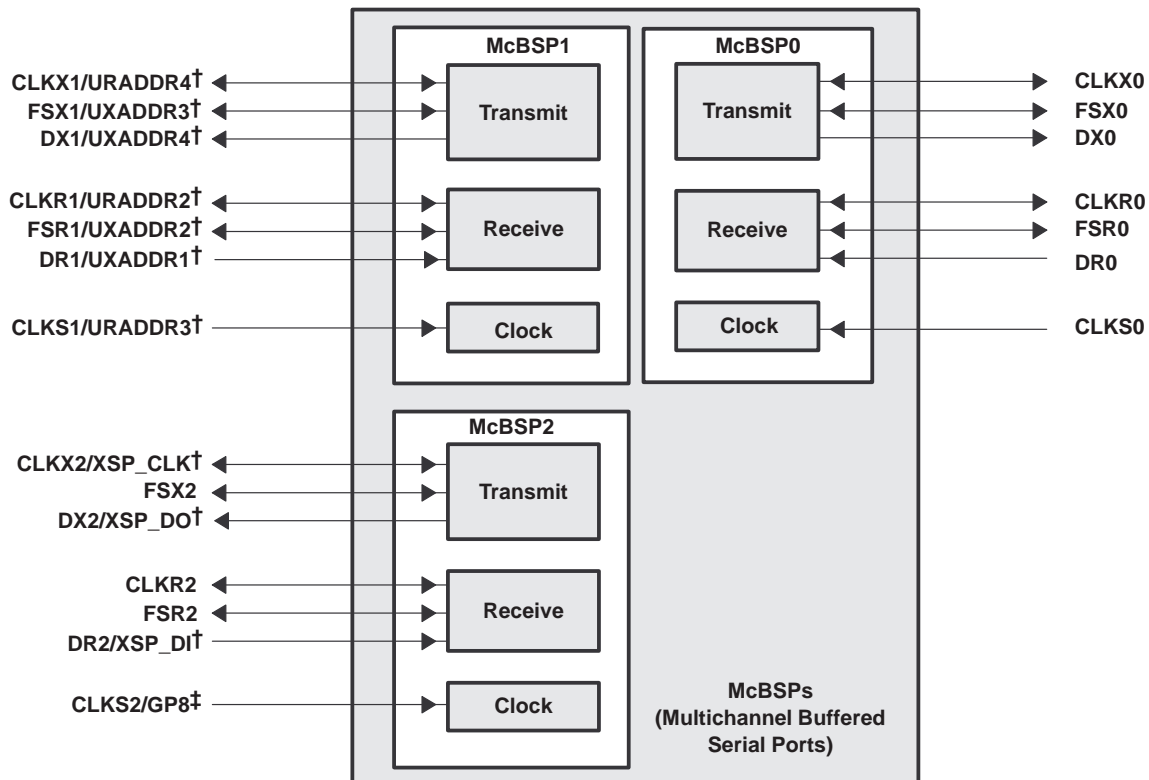 McBSP1
CLKX1/URADDR4†
FSX1/UXADDR3†
DX1/UXADDR4†
Transmit
CLKR1/URADDR2†
FSR1/UXADDR2†
DR1/UXADDR1†
Receive
CLKS1/URADDR3†
Clock
McBSP0
Transmit
CLKX0
FSX0
DX0
Receive
CLKR0
FSR0
DR0
Clock
CLKS0
McBSP2
CLKX2/XSP_CLK†
FSX2
DX2/XSP_DO†
Transmit
CLKR2
FSR2
DR2/XSP_DI†
Receive
CLKS2/GP8‡
Clock
McBSPs
(Multichannel Buffered
Serial Ports)